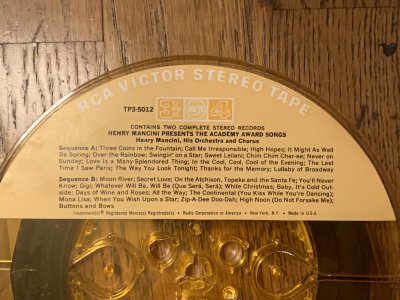 RCA VICTOR STEREO TAPE
TP3-5012
3¾ RCA 4
CONTAINS TWO COMPLETE STEREO RECORDS
HENRY MANCINI PRESENTS THE ACADEMY AWARD SONGS
Henry Mancini, His Orchestra and Chorus
Sequence A: Three Coins in the Fountain; Call Me Irresponsible; High Hopes; It Might As Well
Be Spring; Over the Rainbow; Swingin' on a Star; Sweet Leilani; Chim Chim Cher-ee; Never on
Sunday; Love Is a Many-Splendored Thing; In the Cool, Cool, Cool of the Evening; The Last
Time I Saw Paris; The Way You Look Tonight; Thanks for the Memory; Lullaby of Broadway
Sequence B: Moon River; Secret Love; On the Atchison, Topeka and the Santa Fe; You'll Never
Know; Gigi; Whatever Will Be, Will Be (Que Será, Será); White Christmas; Baby, It's Cold Out-
side; Days of Wine and Roses; All the Way; The Continental (You Kiss While You're Dancing);
Mona Lisa; When You Wish Upon a Star; Zip-A-Dee Doo-Dah; High Noon (Do Not Forsake Me);
Buttons and Bows
Trademark(s) ® Registered Marca(s) Registrada(s) • Radio Corporation of America • New York, N.Y. • Made in U.S.A